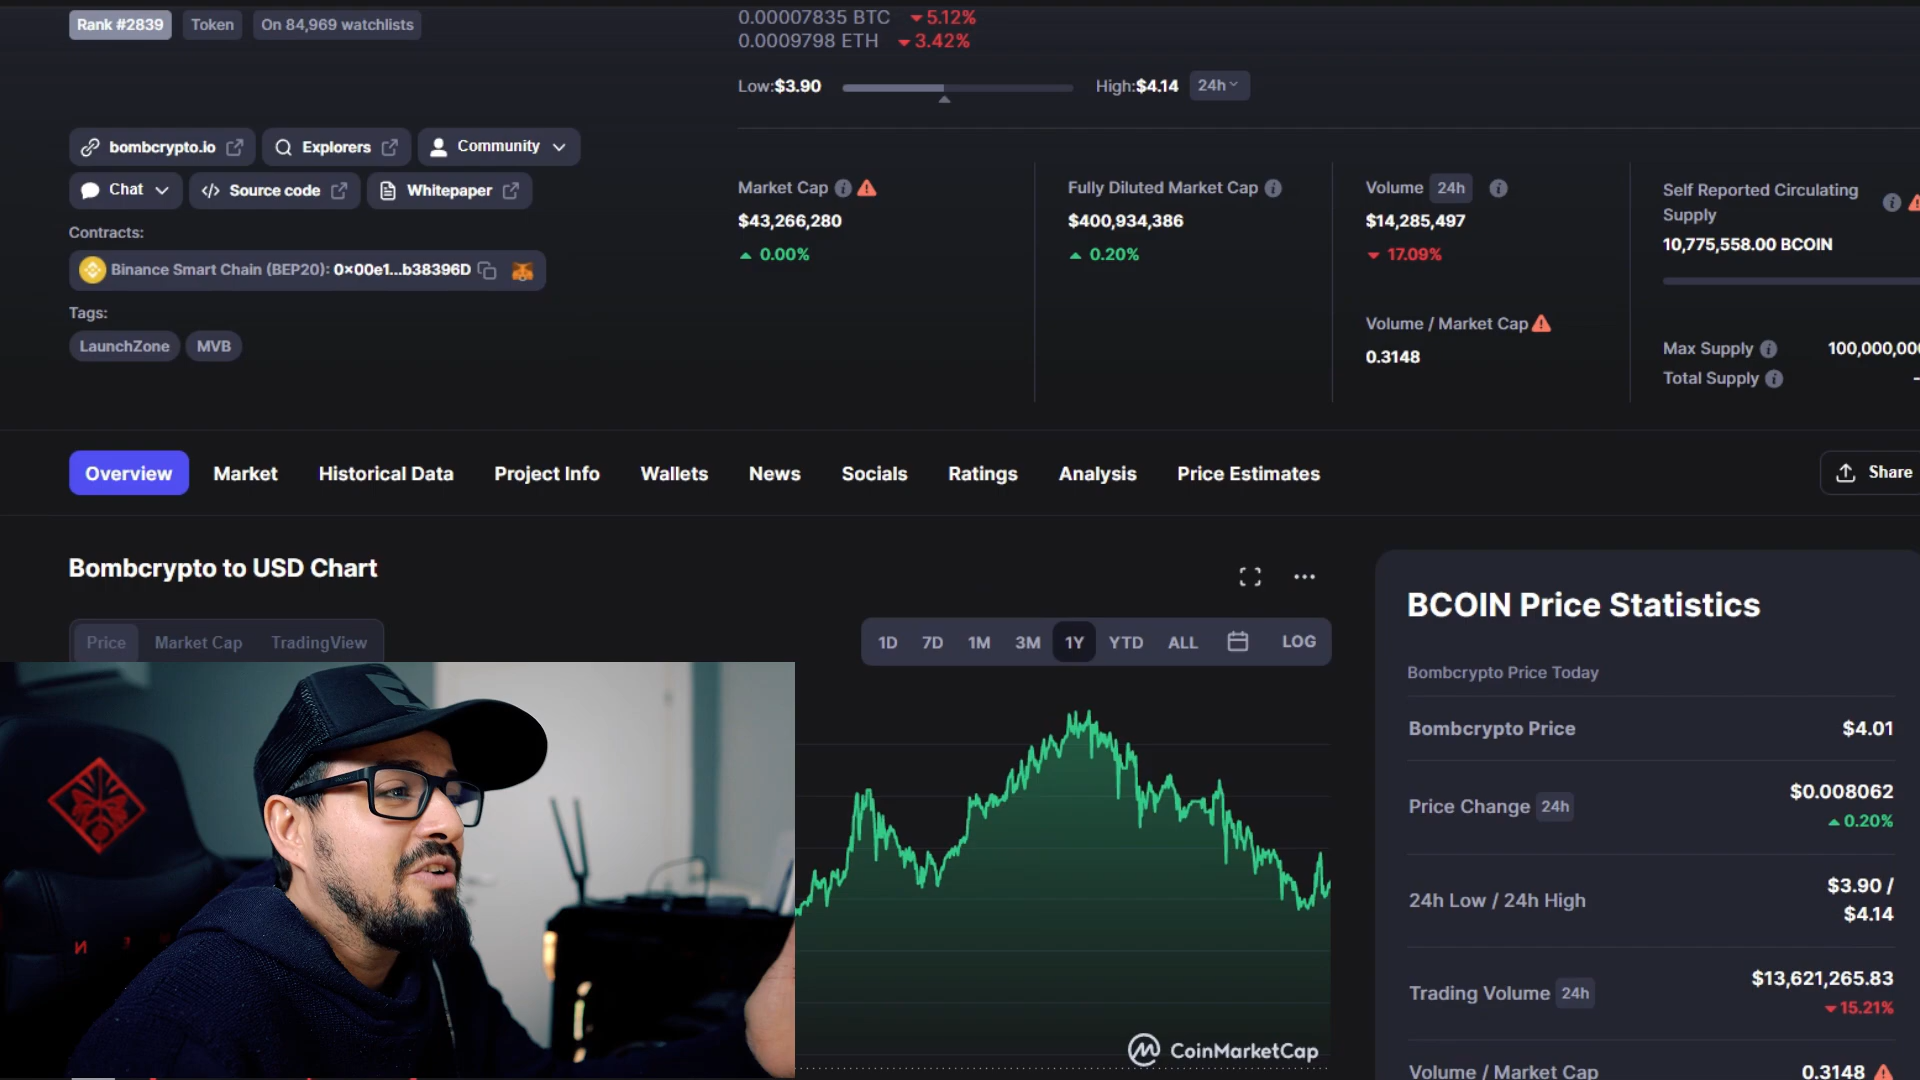 Rank #2839
Token
On 84,969 watchlists
0.00007835 BTC 5.12%
0.0009798 ETH 3.42%
Low:$3.90 High:$4.14 24h
bombcrypto.io Explorers Community
Chat Source code Whitepaper
Contracts:
Binance Smart Chain (BEP20): 0x00e1...b38396D
Tags:
LaunchZone MVB
Market Cap
$43,266,280
0.00%
Fully Diluted Market Cap
$400,934,386
0.20%
Volume 24h
$14,285,497
17.09%
Volume / Market Cap
0.3148
Self Reported Circulating
Supply
10,775,558.00 BCOIN
Max Supply 100,000,00
Total Supply -
Overview Market Historical Data Project Info Wallets News Socials Ratings Analysis Price Estimates Share
Bombcrypto to USD Chart
Price Market Cap TradingView
1D 7D 1M 3M 1Y YTD ALL LOG
CoinMarketCap
BCOIN Price Statistics
Bombcrypto Price Today
Bombcrypto Price $4.01
Price Change 24h $0.008062
0.20%
24h Low / 24h High $3.90 /
$4.14
Trading Volume 24h $13,621,265.83
15.21%
Volume / Market Cap 0.3148